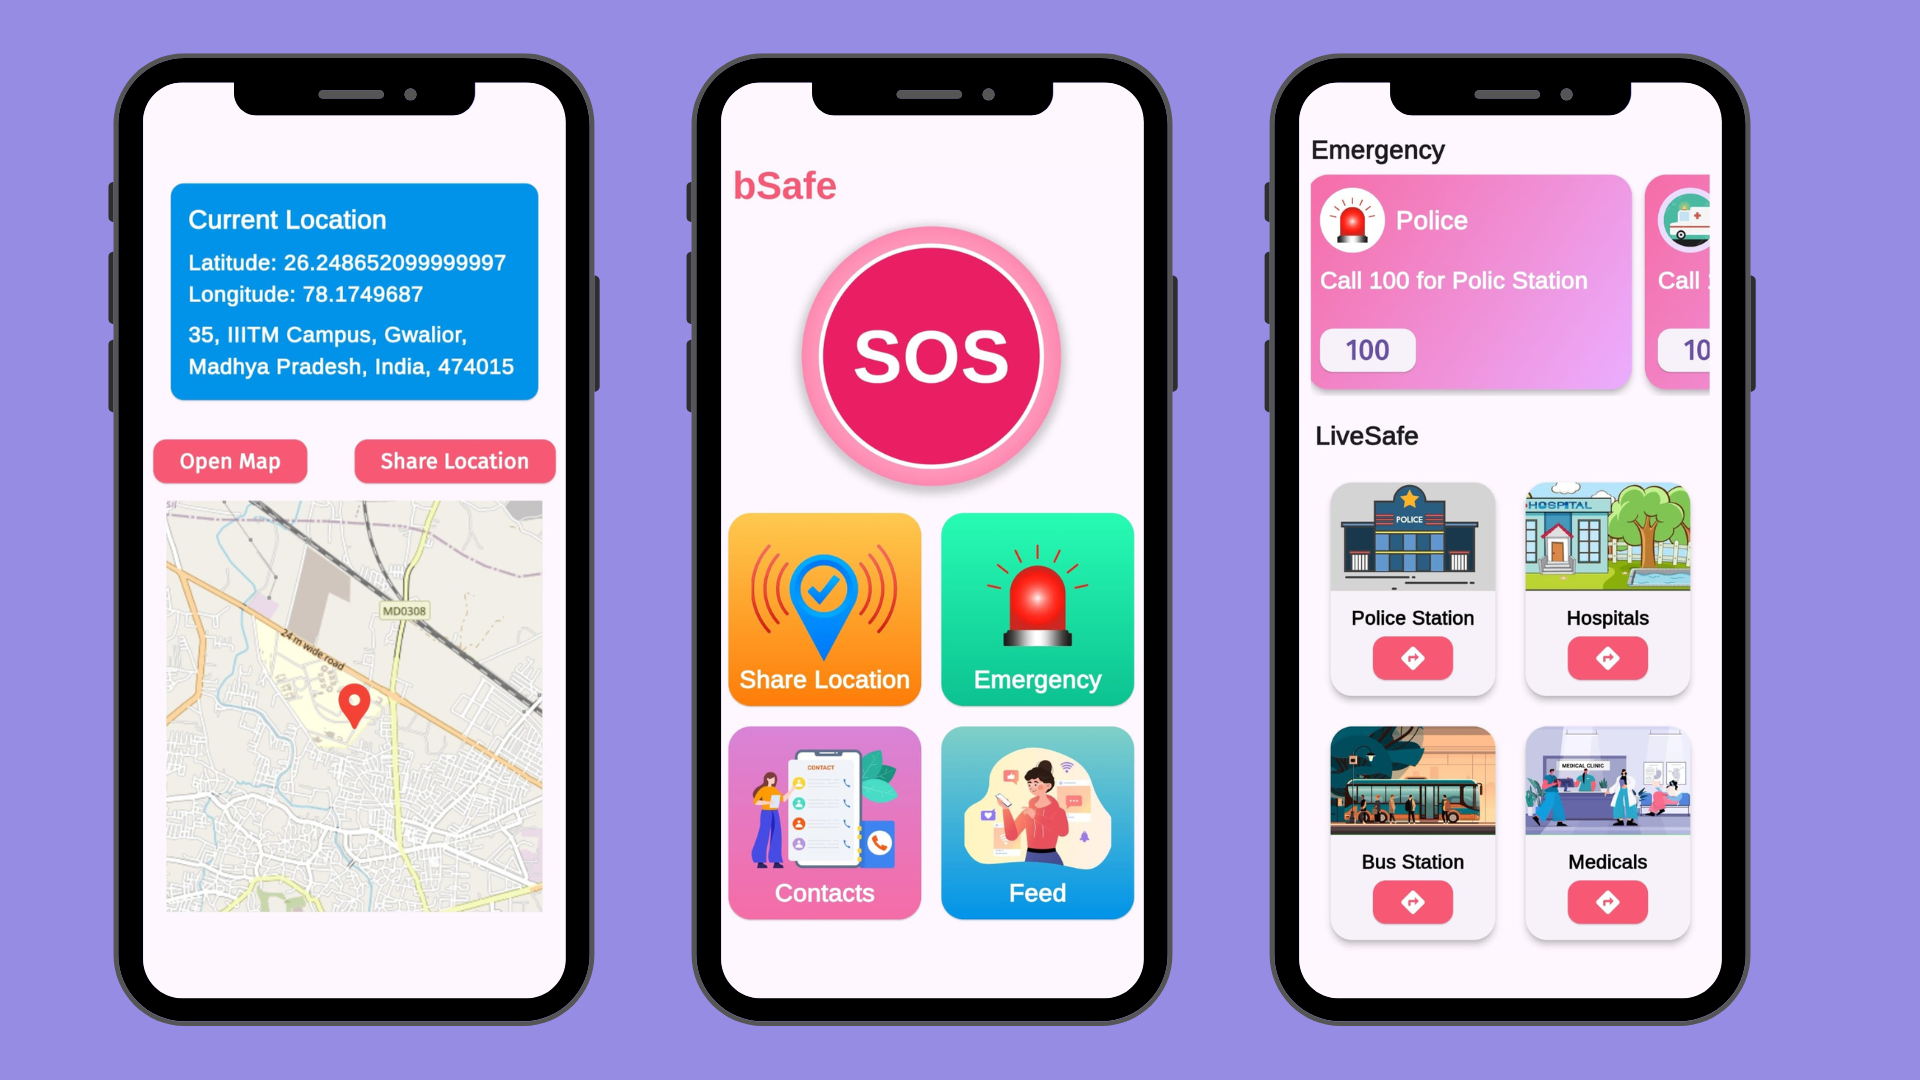 Current Location
Latitude: 26.248652099999997
Longitude: 78.1749687
35, IIITM Campus, Gwalior,
Madhya Pradesh, India, 474015
Open Map
Share Location
MD0308
24 m wide road
bSafe
SOS
Share Location
Emergency
CONTACT
Contacts
Feed
Emergency
Police
Call 100 for Polic Station
100
Call
10
LiveSafe
POLICE
Police Station
HOSPITAL
Hospitals
Bus Station
MEDICAL CLINIC
Medicals